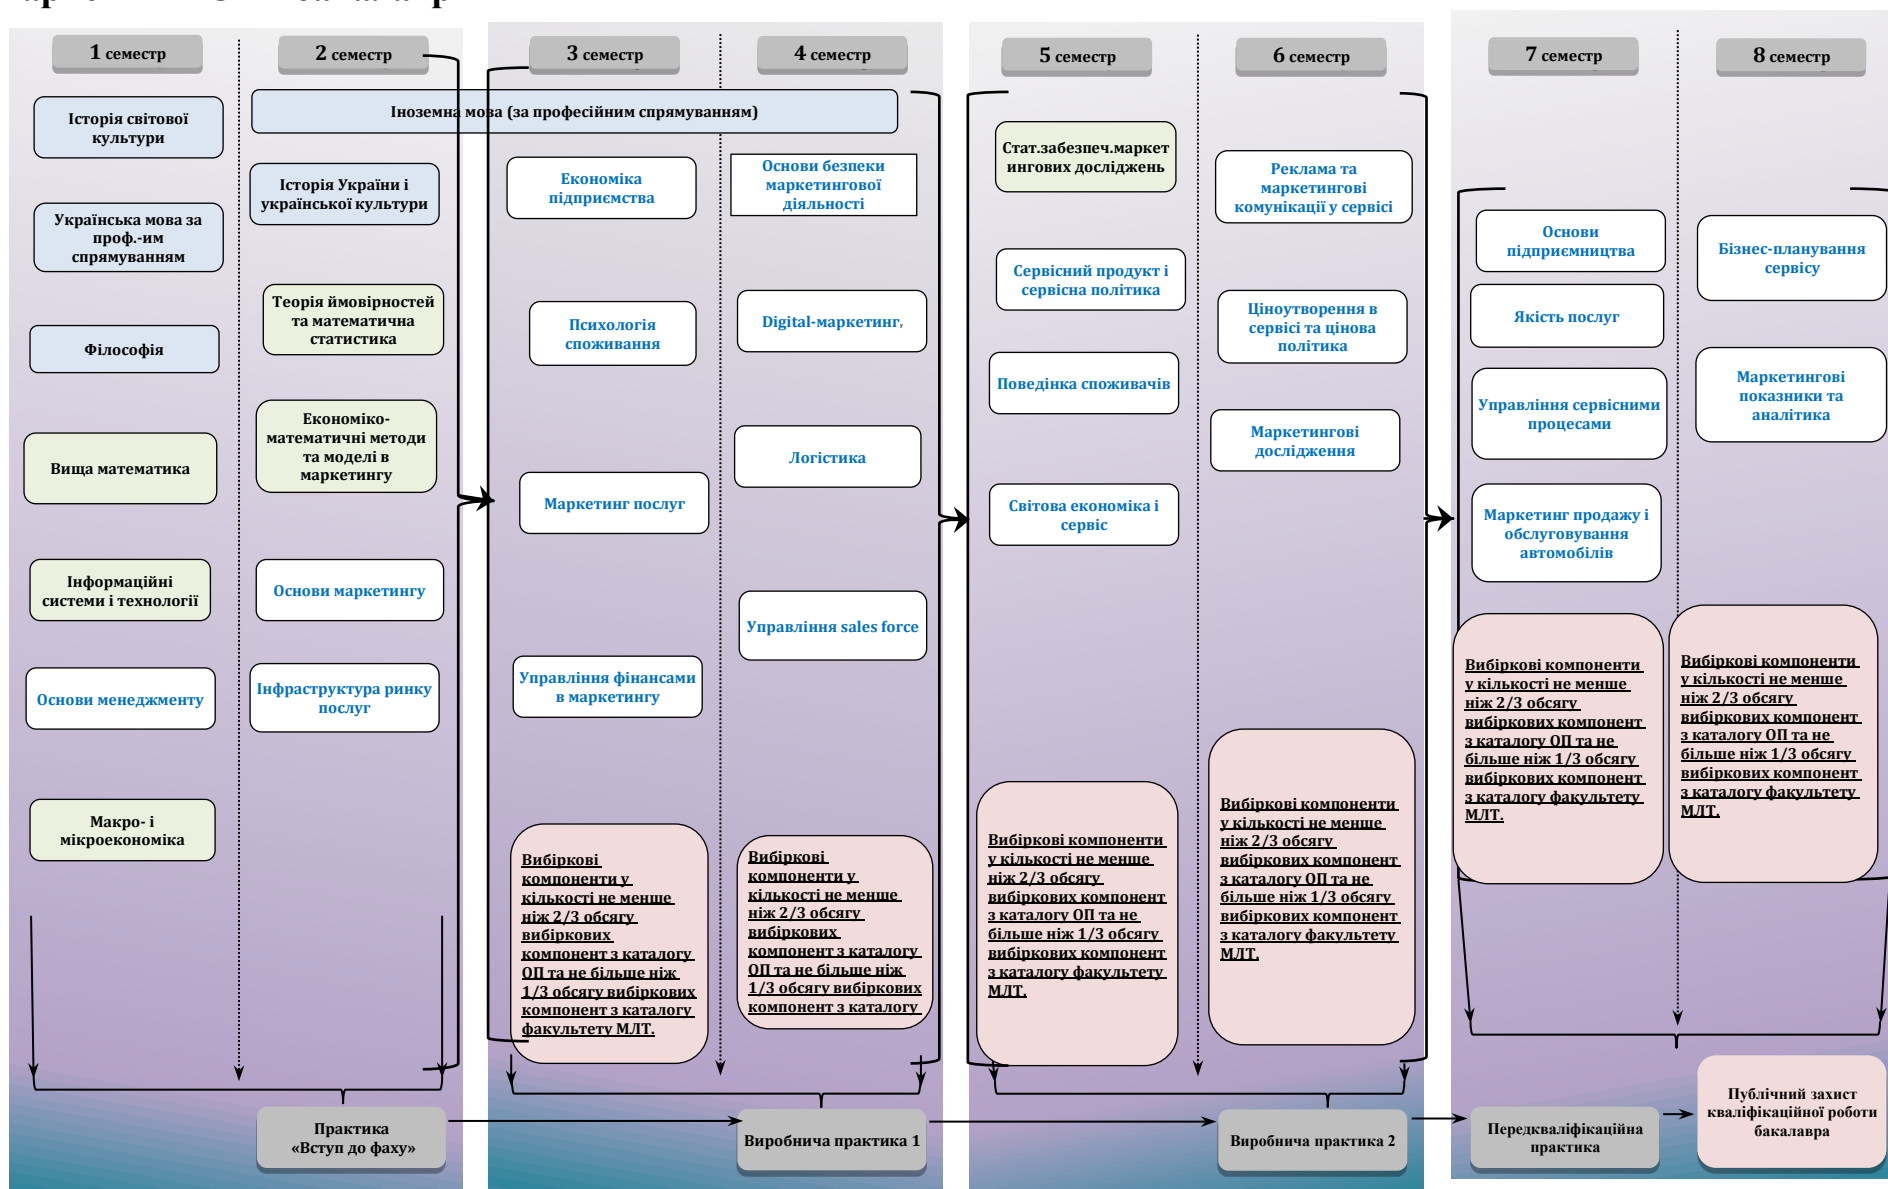 1 семестр
Історія світової
культури
Українська мова за
проф.-им
спрямуванням
Філософія
Вища математика
Інформаційні
системи і технології
Основи менеджменту
Макро- і
мікроекономіка
2 семестр
Іноземна мова (за професійним спрямуванням)
Історія України і
української культури
Теорія ймовірностей
та математична
статистика
Економіко-
математичні методи
та моделі в
маркетингу
Основи маркетингу
Інфраструктура ринку
послуг
Практика
«Вступ до фаху»
3 семестр
Економіка
підприємства
Психологія
споживання
Маркетинг послуг
Управління фінансами
в маркетингу
Вибіркові
компоненти у
кількості не менше
ніж 2/3 обсягу
вибіркових
компонент з каталогу
ОП та не більше ніж
1/3 обсягу вибіркових
компонент з каталогу
факультету МЛТ.
4 семестр
Основи безпеки
маркетингової
діяльності
Digital-маркетинг,
Логістика
Управління sales force
Вибіркові
компоненти у
кількості не менше
ніж 2/3 обсягу
вибіркових
компонент з каталогу
ОП та не більше ніж
1/3 обсягу вибіркових
компонент з каталогу
Виробнича практика 1
5 семестр
Стат.забезпеч.маркет
ингових досліджень
Сервісний продукт і
сервісна політика
Поведінка споживачів
Світова економіка і
сервіс
Вибіркові компоненти
у кількості не менше
ніж 2/3 обсягу
вибіркових компонент
з каталогу ОП та не
більше ніж 1/3 обсягу
вибіркових компонент
з каталогу факультету
МЛТ.
6 семестр
Реклама та
маркетингові
комунікації у сервісі
Ціноутворення в
сервісі та цінова
політика
Маркетингові
дослідження
Вибіркові компоненти
у кількості не менше
ніж 2/3 обсягу
вибіркових компонент
з каталогу ОП та не
більше ніж 1/3 обсягу
вибіркових компонент
з каталогу факультету
МЛТ.
Виробнича практика 2
7 семестр
Основи
підприємництва
Якість послуг
Управління сервісними
процесами
Маркетинг продажу і
обслуговування
автомобілів
Вибіркові компоненти
у кількості не менше
ніж 2/3 обсягу
вибіркових компонент
з каталогу ОП та не
більше ніж 1/3 обсягу
вибіркових компонент
з каталогу факультету
МЛТ.
Передкваліфікаційна
практика
8 семестр
Бізнес-планування
сервісу
Маркетингові
показники та
аналітика
Вибіркові компоненти
у кількості не менше
ніж 2/3 обсягу
вибіркових компонент
з каталогу ОП та не
більше ніж 1/3 обсягу
вибіркових компонент
з каталогу факультету
МЛТ.
Публічний захист
кваліфікаційної роботи
бакалавра